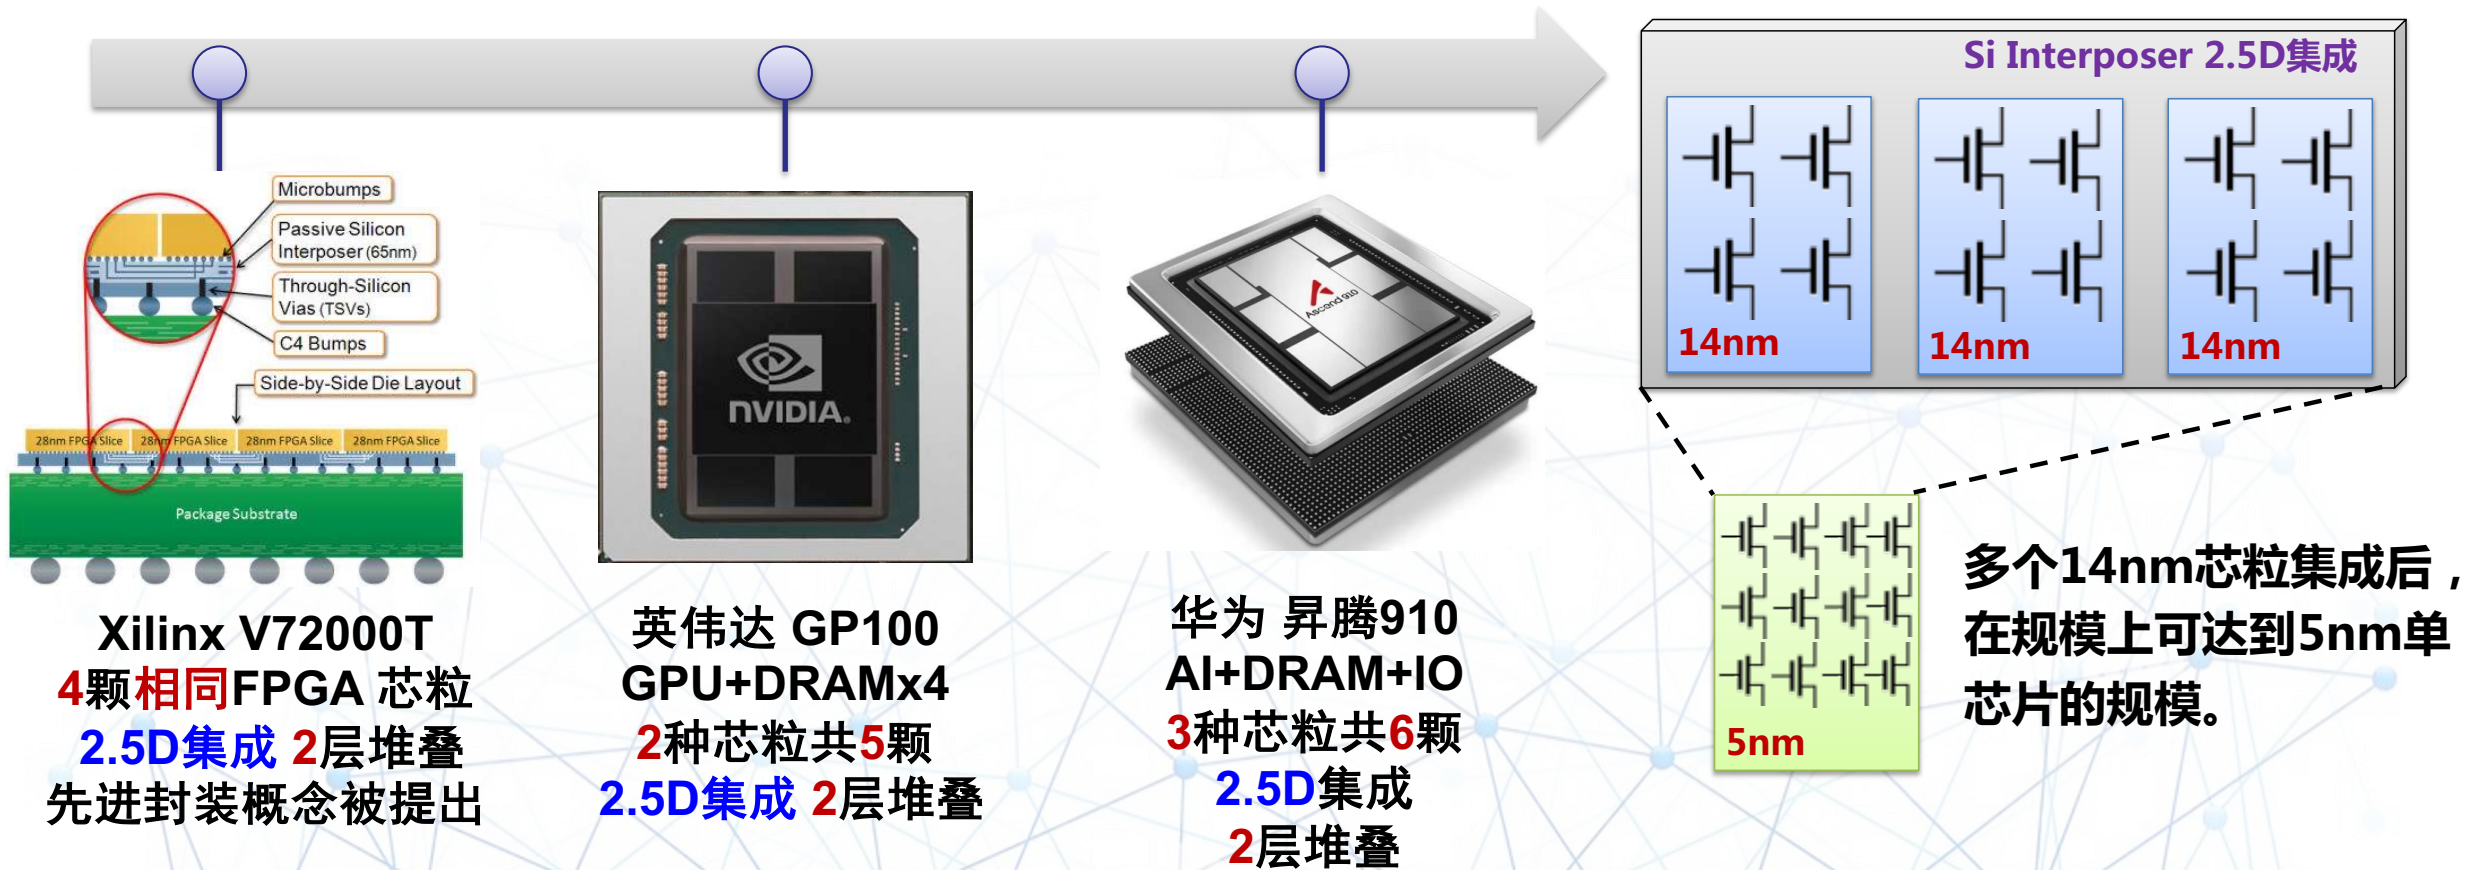 Microbumps
Passive Silicon
Interposer (65nm)
Through-Silicon
Vias (TSVs)
C4 Bumps
Side-by-Side Die Layout
28nm FPGA Slice 28nm FPGA Slice 28nm FPGA Slice 28nm FPGA Slice
Package Substrate
Xilinx V72000T
4颗相同FPGA 芯粒
2.5D集成 2层堆叠
先进封装概念被提出
NVIDIA.
英伟达 GP100
GPU+DRAMx4
2种芯粒共5颗
2.5D集成 2层堆叠
Ascend 910
华为 昇腾910
AI+DRAM+IO
3种芯粒共6颗
2.5D集成
2层堆叠
Si Interposer 2.5D集成
14nm 14nm 14nm
5nm
多个14nm芯粒集成后，
在规模上可达到5nm单
芯片的规模。